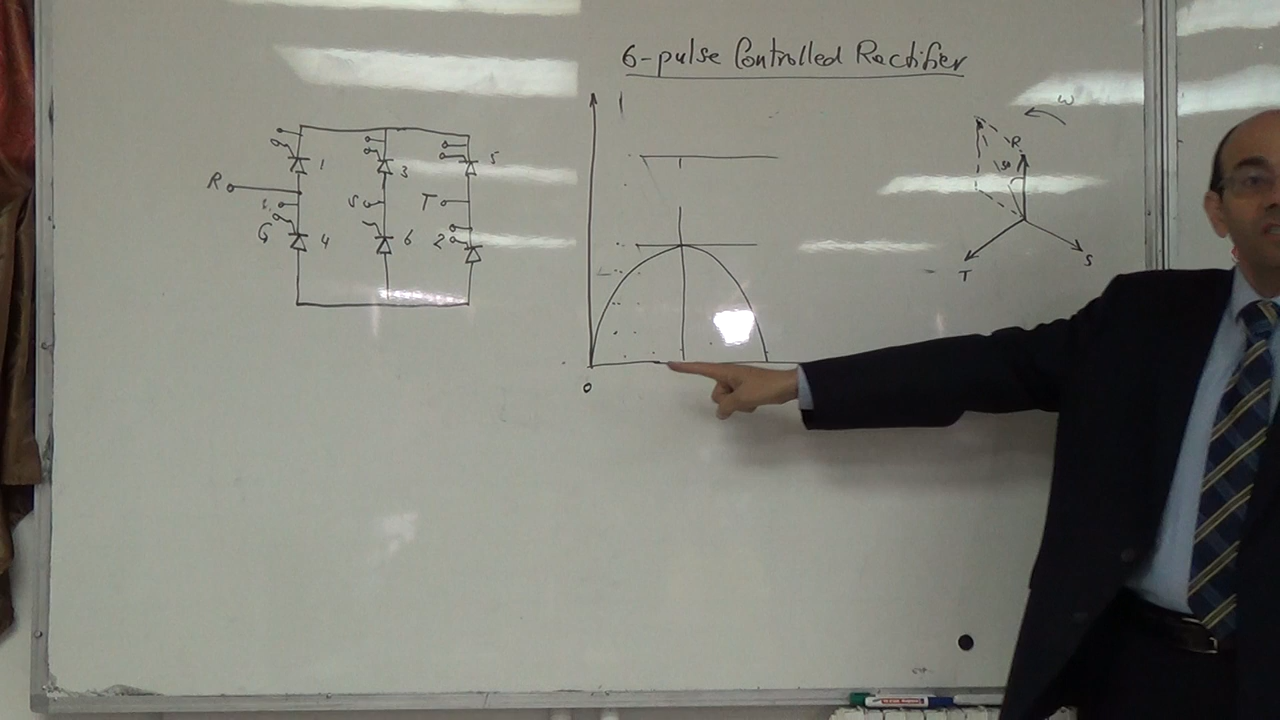 6-pulse Controlled Rectifier
ω
1
3
5
R
R
S
T
G
4
6
2
T
S
0